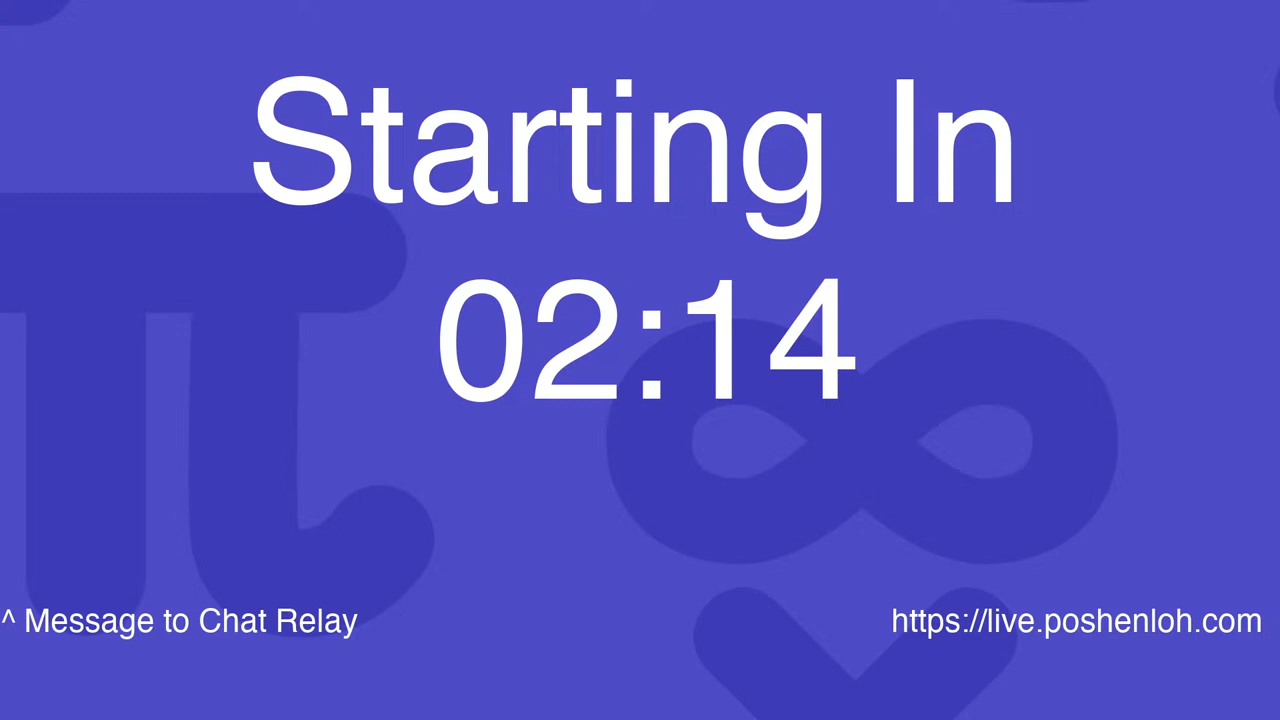 Starting In
02:14
^ Message to Chat Relay
https://live.poshenloh.com